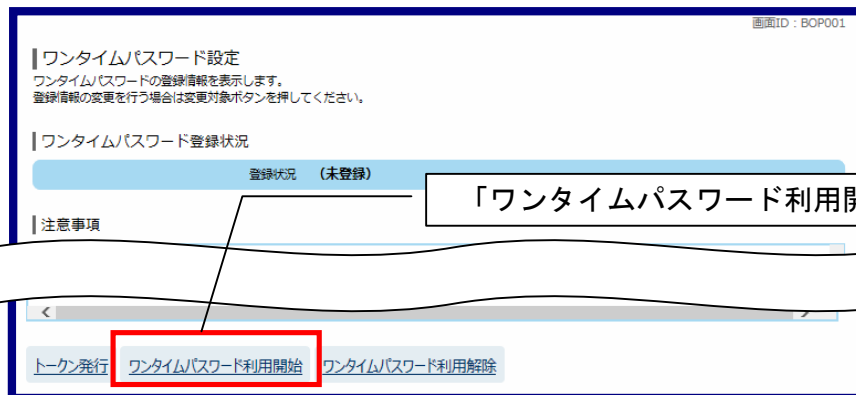 画面ID：BOP001
ワンタイムパスワード設定
ワンタイムパスワードの登録情報を表示します。
登録情報の変更を行う場合は変更対象ボタンを押してください。
ワンタイムパスワード登録状況
登録状況 (未登録)
「ワンタイムパスワード利用開
注意事項
トークン発行 ワンタイムパスワード利用開始 ワンタイムパスワード利用解除